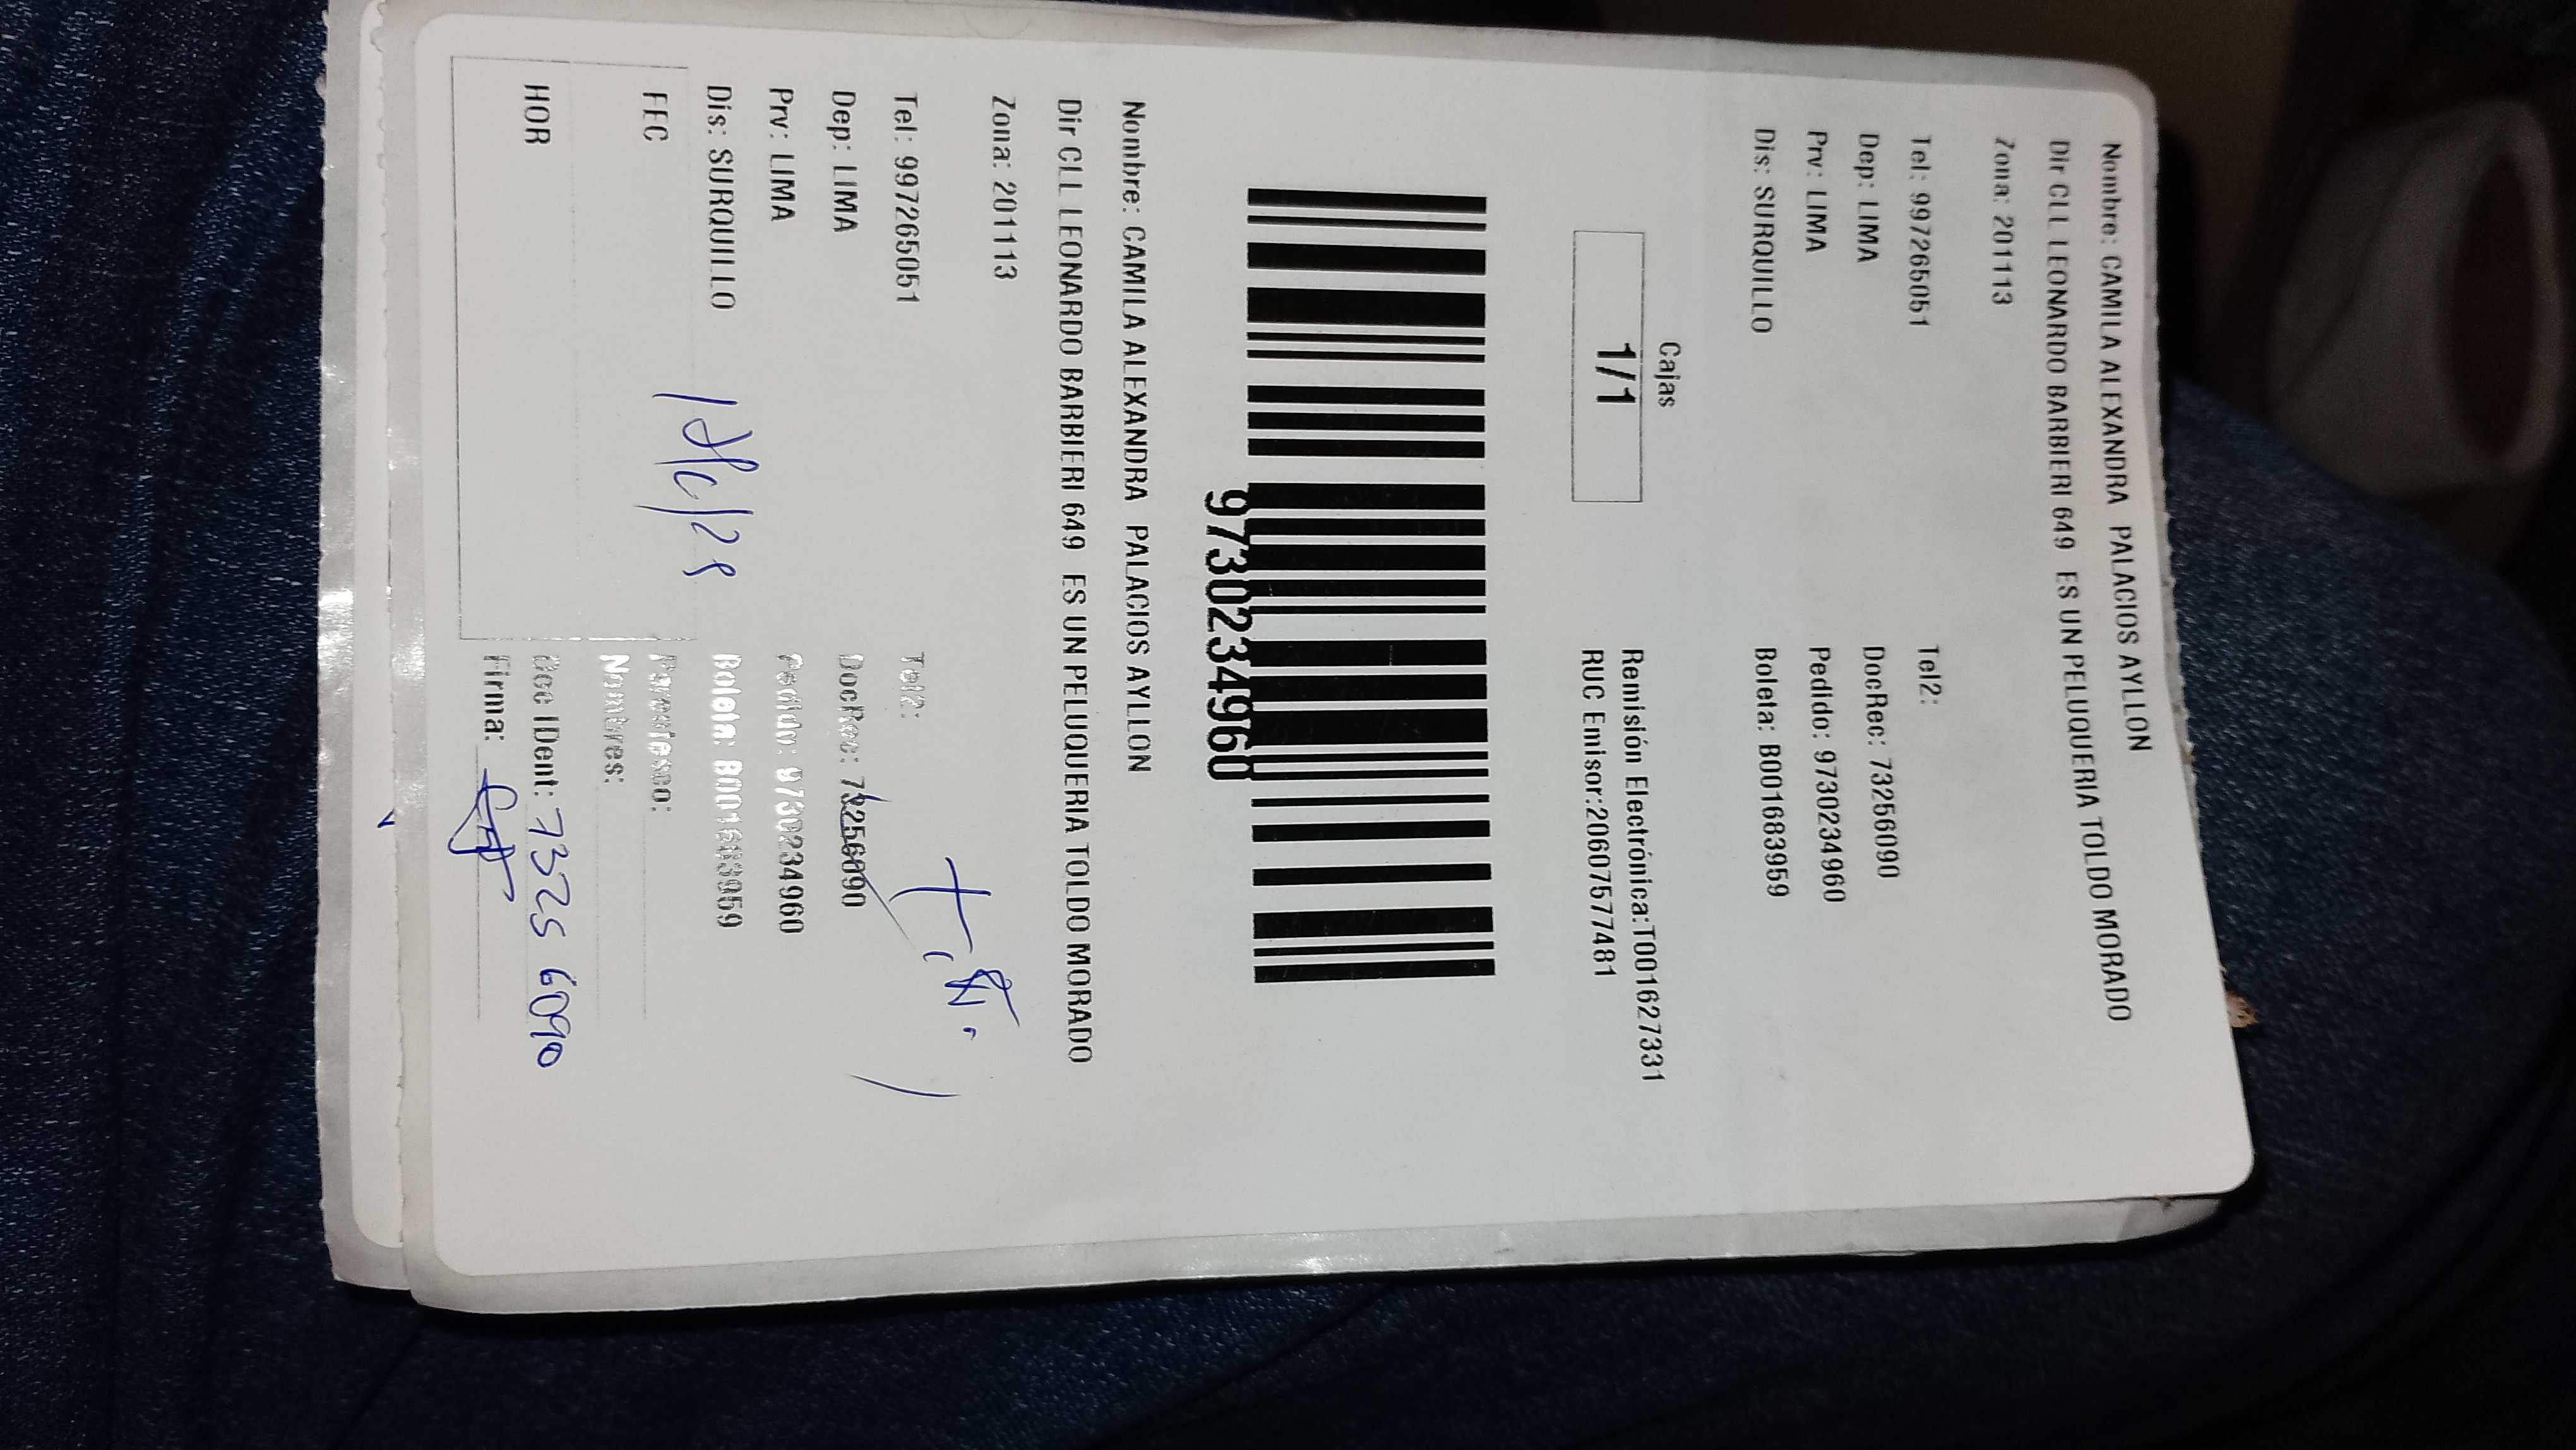 Nombre: CAMILA ALEXANDRA PALACIOS AYLLON
Dir CLL LEONARDO BARBIERI 649 ES UN PELUQUERIA TOLDO MORADO
Zona: 201113
Tel: 997265051 Tel2:
Dep: LIMA DocRec: 73256090
Prv: LIMA Pedido: 9730234960
Dis: SURQUILLO Boleta: B001683959
Cajas
1/1
Remisión Electrónica:T001627331
RUC Emisor:20607577481
9730234960
Nombre: CAMILA ALEXANDRA PALACIOS AYLLON
Dir CLL LEONARDO BARBIERI 649 ES UN PELUQUERIA TOLDO MORADO
Zona: 201113
Tel: 997265051 Tel2:
Dep: LIMA DocRec: 73256090
Prv: LIMA Pedido: 9730234960
Dis: SURQUILLO Boleta: B001683959
FEC Parentesco:
Nombres:
HOR Doc IDent: 73256090
Firma: